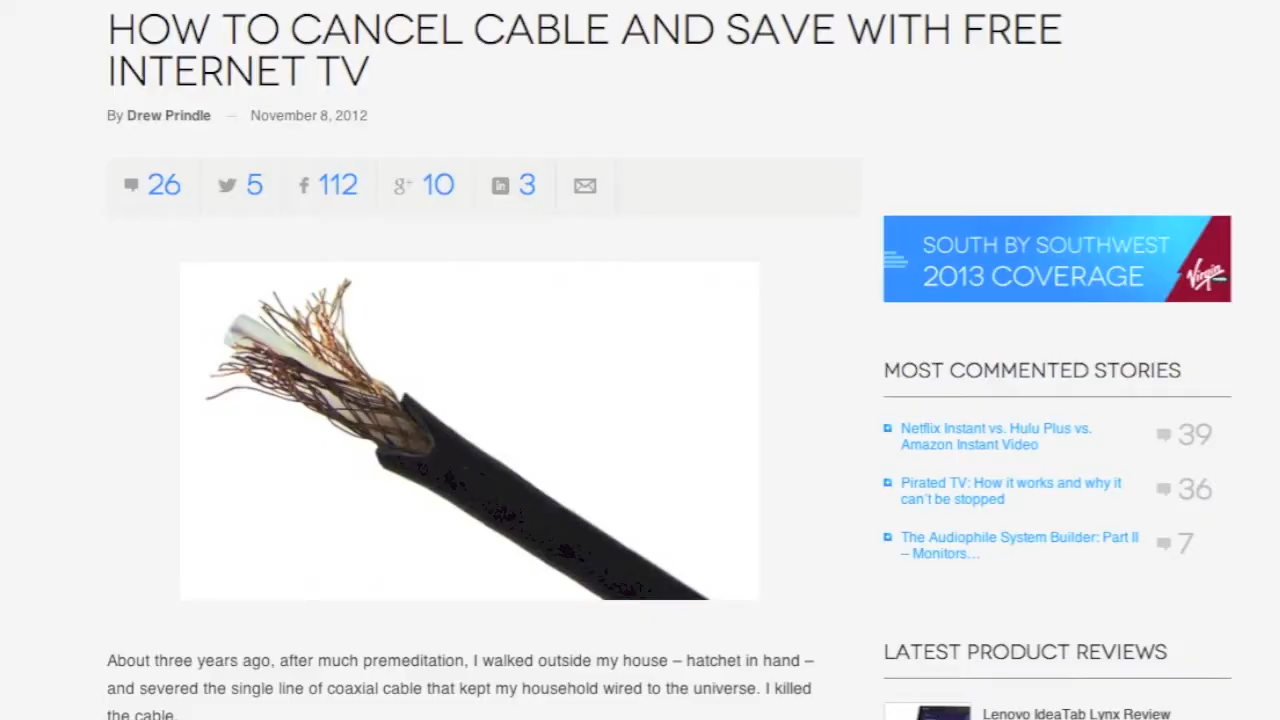 HOW TO CANCEL CABLE AND SAVE WITH FREE
INTERNET TV
By Drew Prindle — November 8, 2012
26 5 112 10 3
SOUTH BY SOUTHWEST
2013 COVERAGE
Virgin
MOST COMMENTED STORIES
Netflix Instant vs. Hulu Plus vs.
Amazon Instant Video
39
Pirated TV: How it works and why it
can't be stopped
36
The Audiophile System Builder: Part II
– Monitors...
7
About three years ago, after much premeditation, I walked outside my house – hatchet in hand –
and severed the single line of coaxial cable that kept my household wired to the universe. I killed
the cable.
LATEST PRODUCT REVIEWS
Lenovo IdeaTab Lynx Review